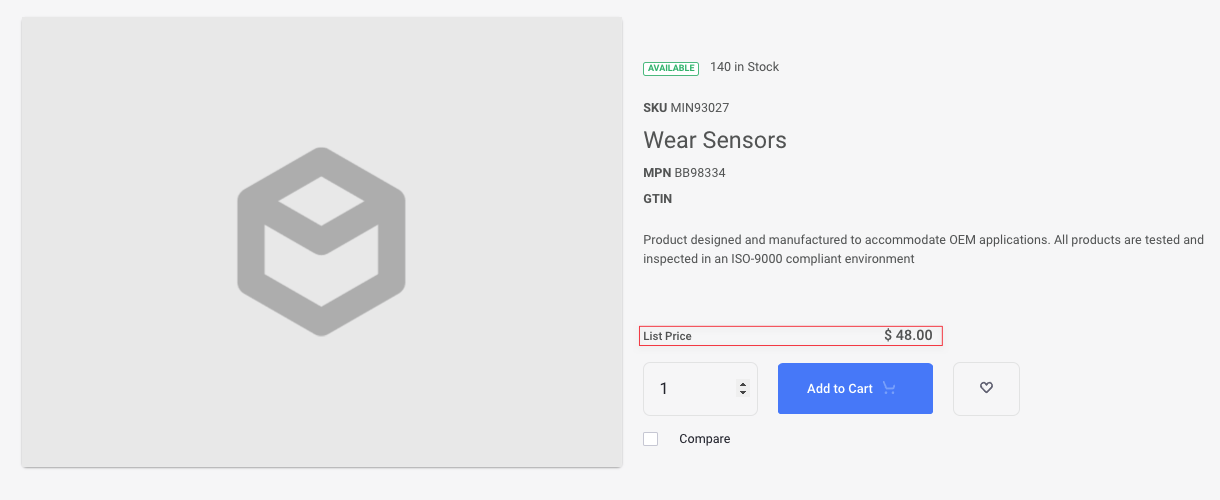 AVAILABLE 140 in Stock
SKU MIN93027
Wear Sensors
MPN BB98334
GTIN
Product designed and manufactured to accommodate OEM applications. All products are tested and
inspected in an ISO-9000 compliant environment
List Price $ 48.00
1 Add to Cart
Compare